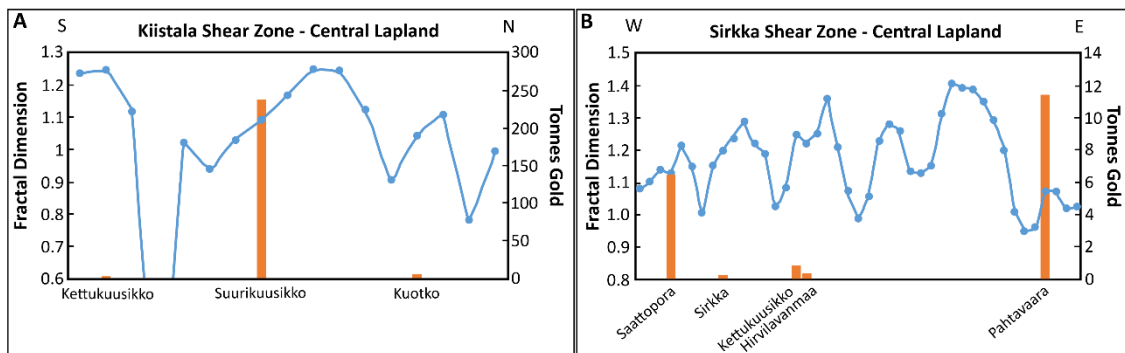 A
S
Kiistala Shear Zone - Central Lapland
N
Fractal Dimension
1.3
1.2
1.1
1
0.9
0.8
0.7
0.6
300
250
200
150
100
50
0
Tonnes Gold
Kettukuusikko
Suurikuusikko
Kuotko
B
W
Sirkka Shear Zone - Central Lapland
E
Fractal Dimension
1.5
1.4
1.3
1.2
1.1
1.0
0.9
0.8
14
12
10
8
6
4
2
0
Tonnes Gold
Saattopora
Sirkka
Kettukuusikko
Hirvilavanmaa
Pahtavaara